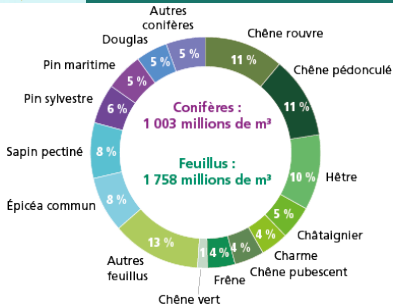 Autres
conifères
Douglas
Pin maritime
Pin sylvestre
Sapin pectiné
Épicéa commun
Autres
feuillus
Chêne vert
Frêne
Chêne pubescent
Charme
Châtaignier
Hêtre
Chêne pédonculé
Chêne rouvre
5 %
5 %
5 %
6 %
8 %
8 %
13 %
1
4 %
4 %
4 %
5 %
10 %
11 %
11 %
Conifères :
1 003 millions de m³
Feuillus :
1 758 millions de m³